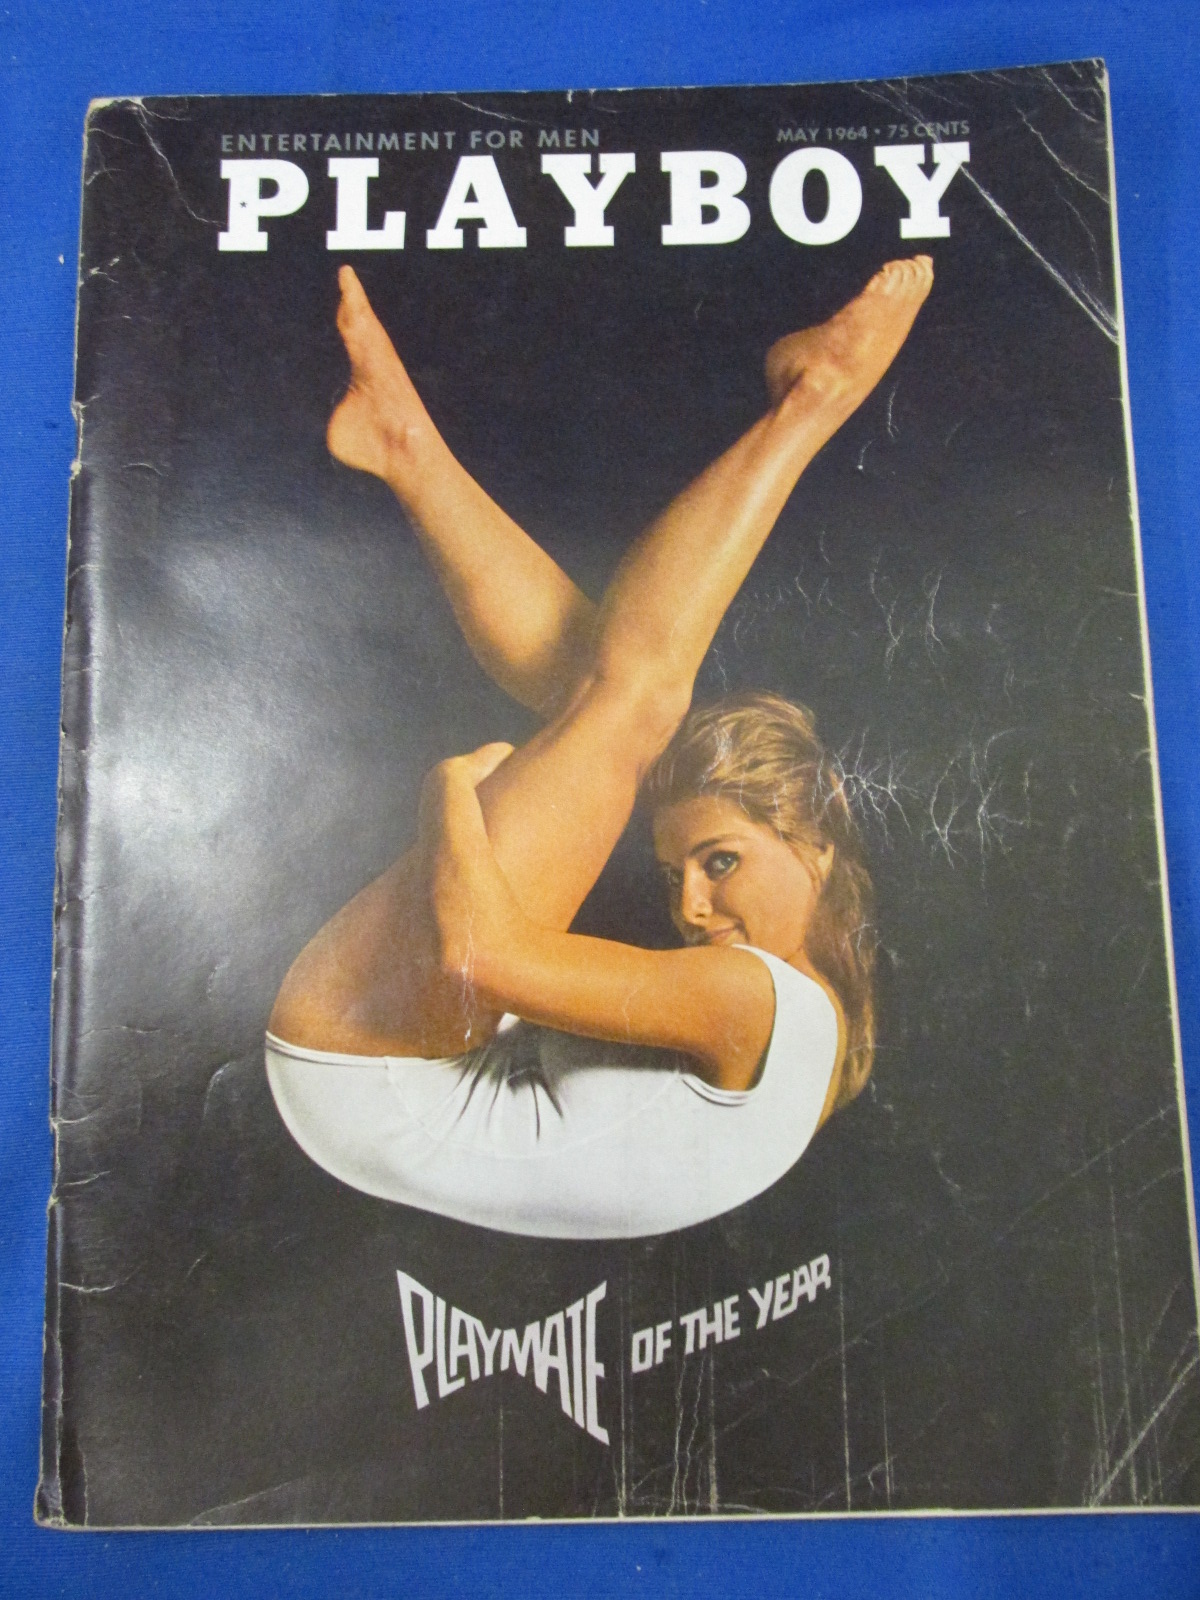 ENTERTAINMENT FOR MEN
MAY 1964 • 75 CENTS
PLAYBOY
PLAYMATE OF THE YEAR